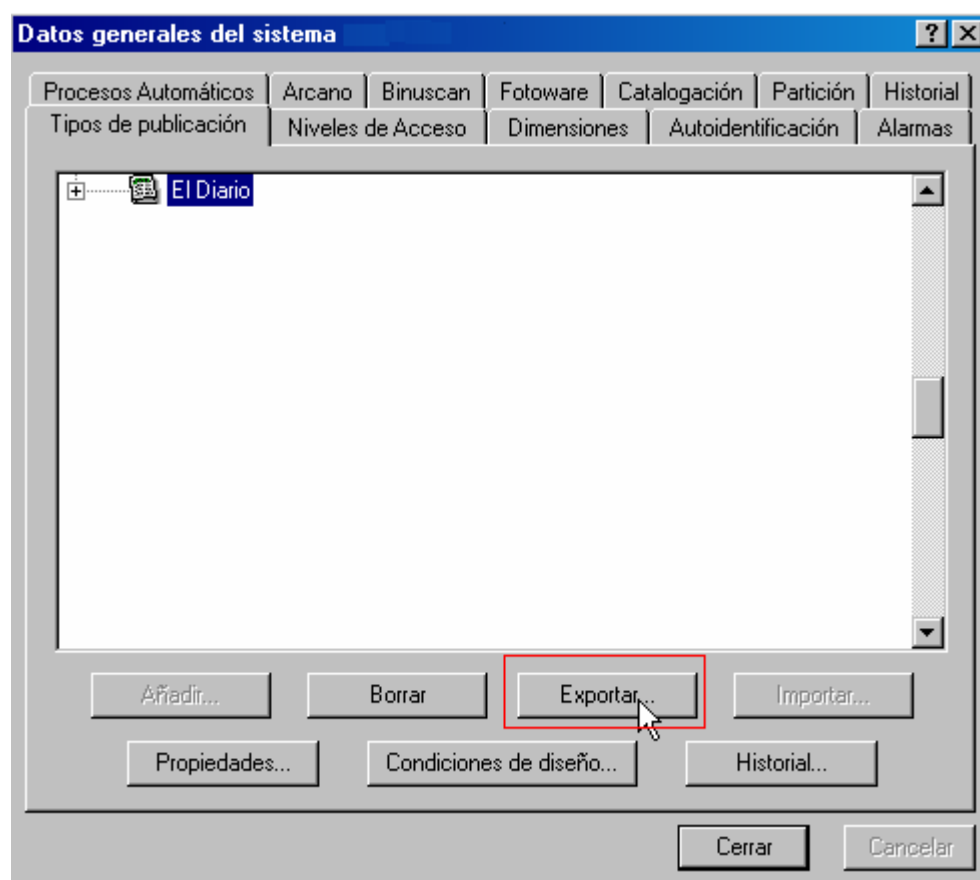 Datos generales del sistema
Procesos Automáticos Arcano Binuscan Fotoware Catalogación Partición Historial
Tipos de publicación Niveles de Acceso Dimensiones Autoidentificación Alarmas
El Diario
Añadir... Borrar Exportar... Importar...
Propiedades... Condiciones de diseño... Historial...
Cerrar Cancelar